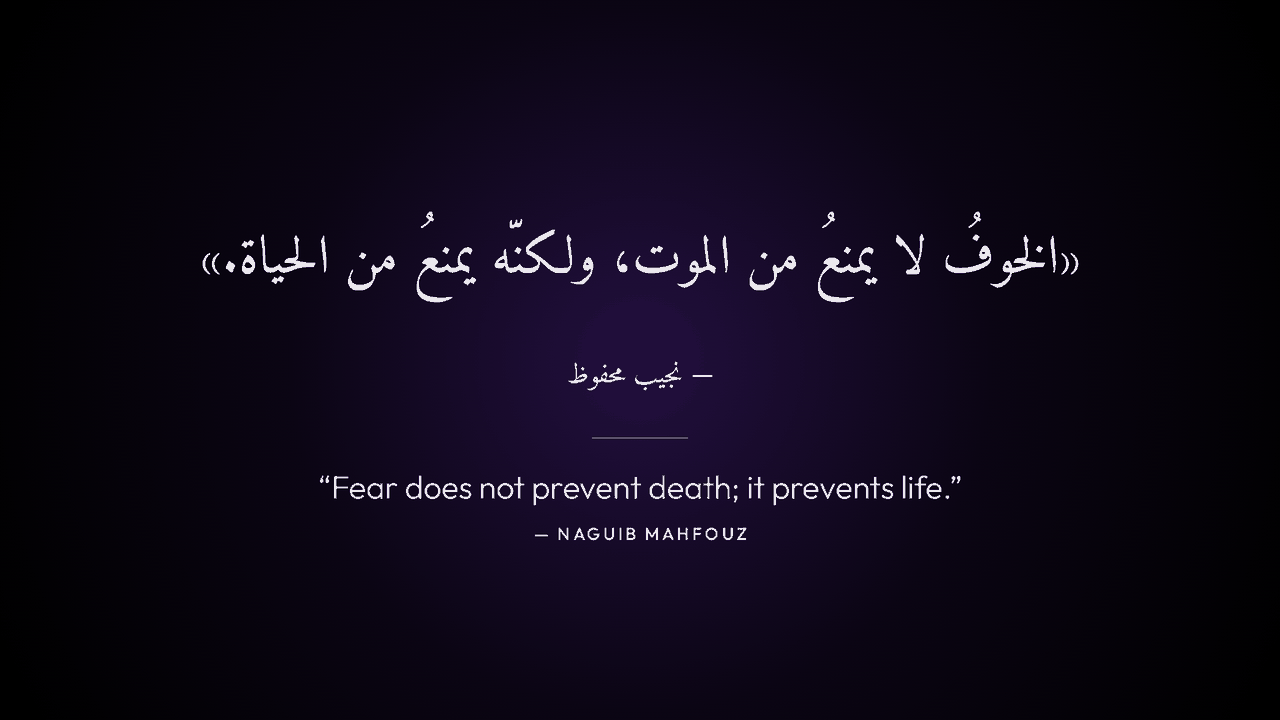 «الخوفُ لا يمنعُ من الموت، ولكنّه يمنعُ من الحياة.»
— نجيب محفوظ
“Fear does not prevent death; it prevents life.”
— NAGUIB MAHFOUZ